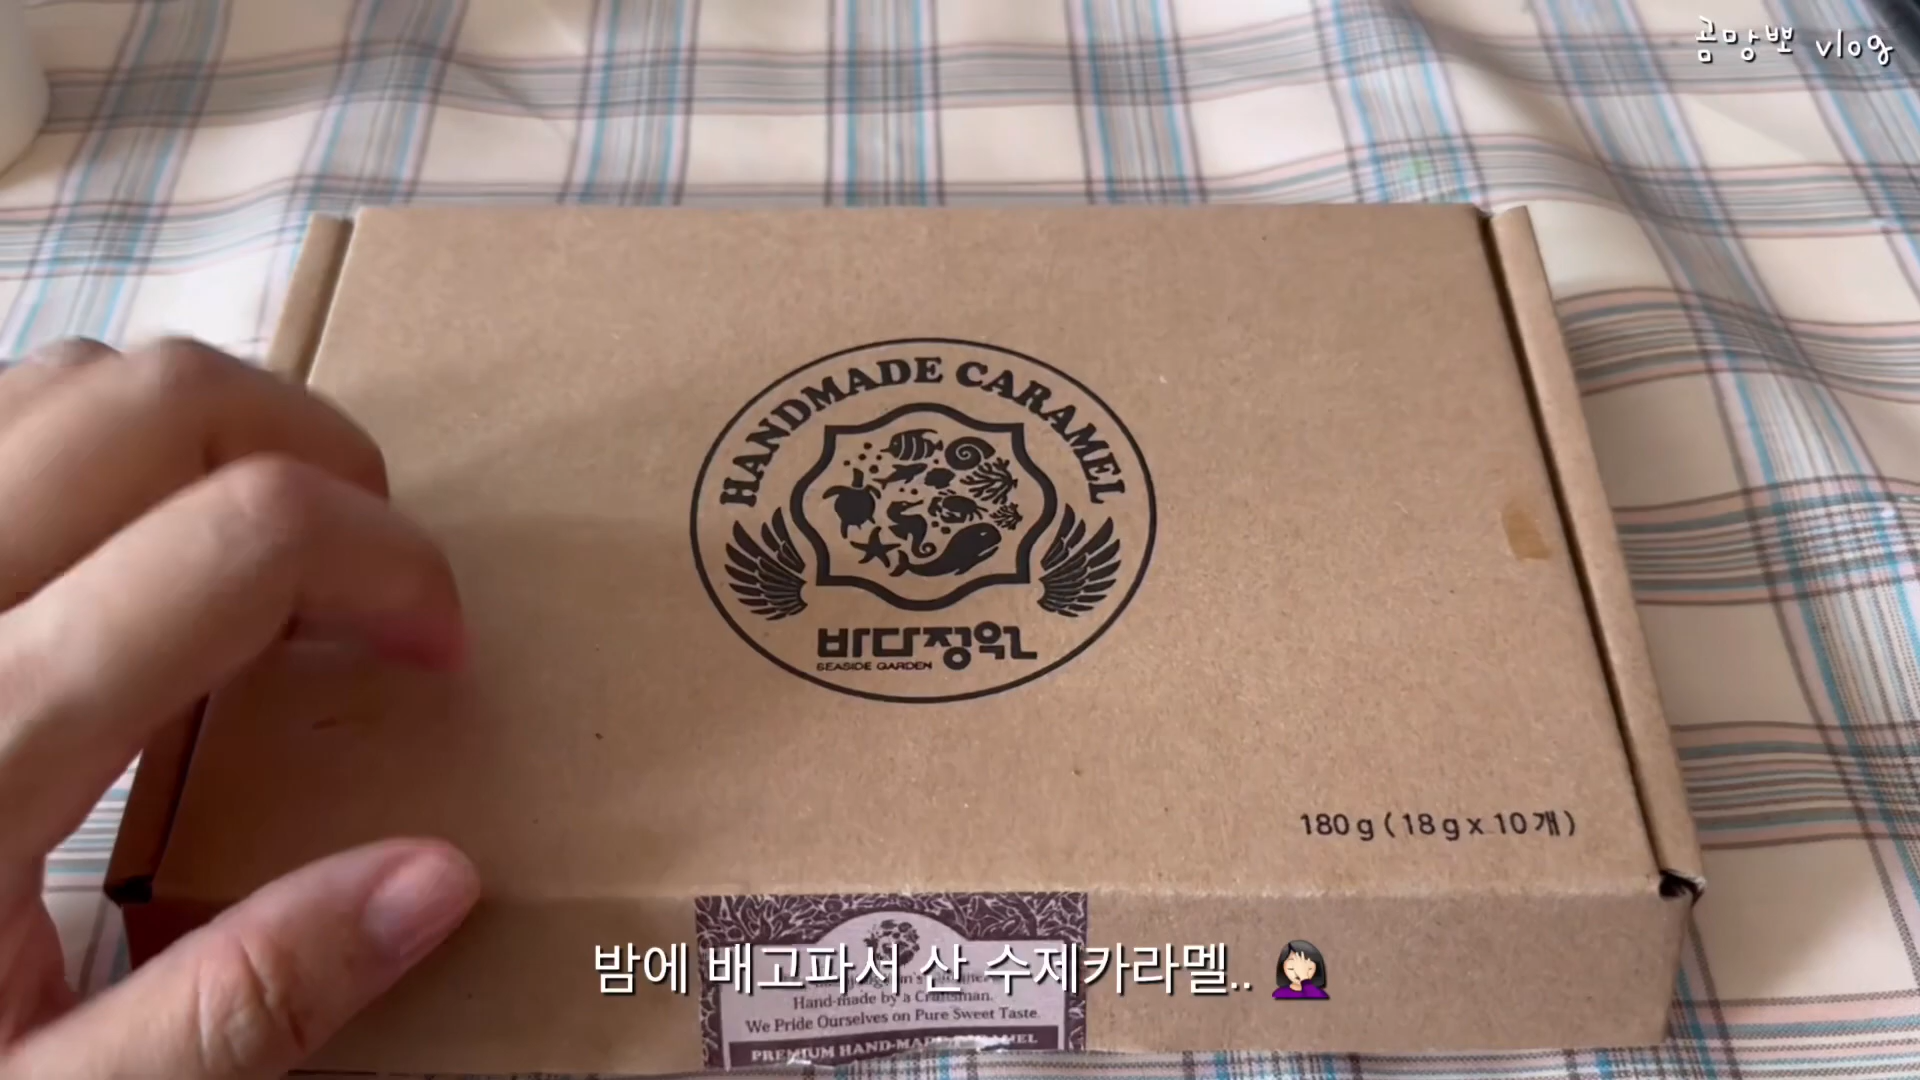 곰망뽀 vlog
HANDMADE CARAMEL
바다정원
SEASIDE GARDEN
180g (18g x 10개)
밤에 배고파서 산 수제카라멜.. 🤦🏻‍♀️
Hand-made by a Craftsman.
We Pride Ourselves on Pure Sweet Taste.
PREMIUM HAND-MADE CARAMEL